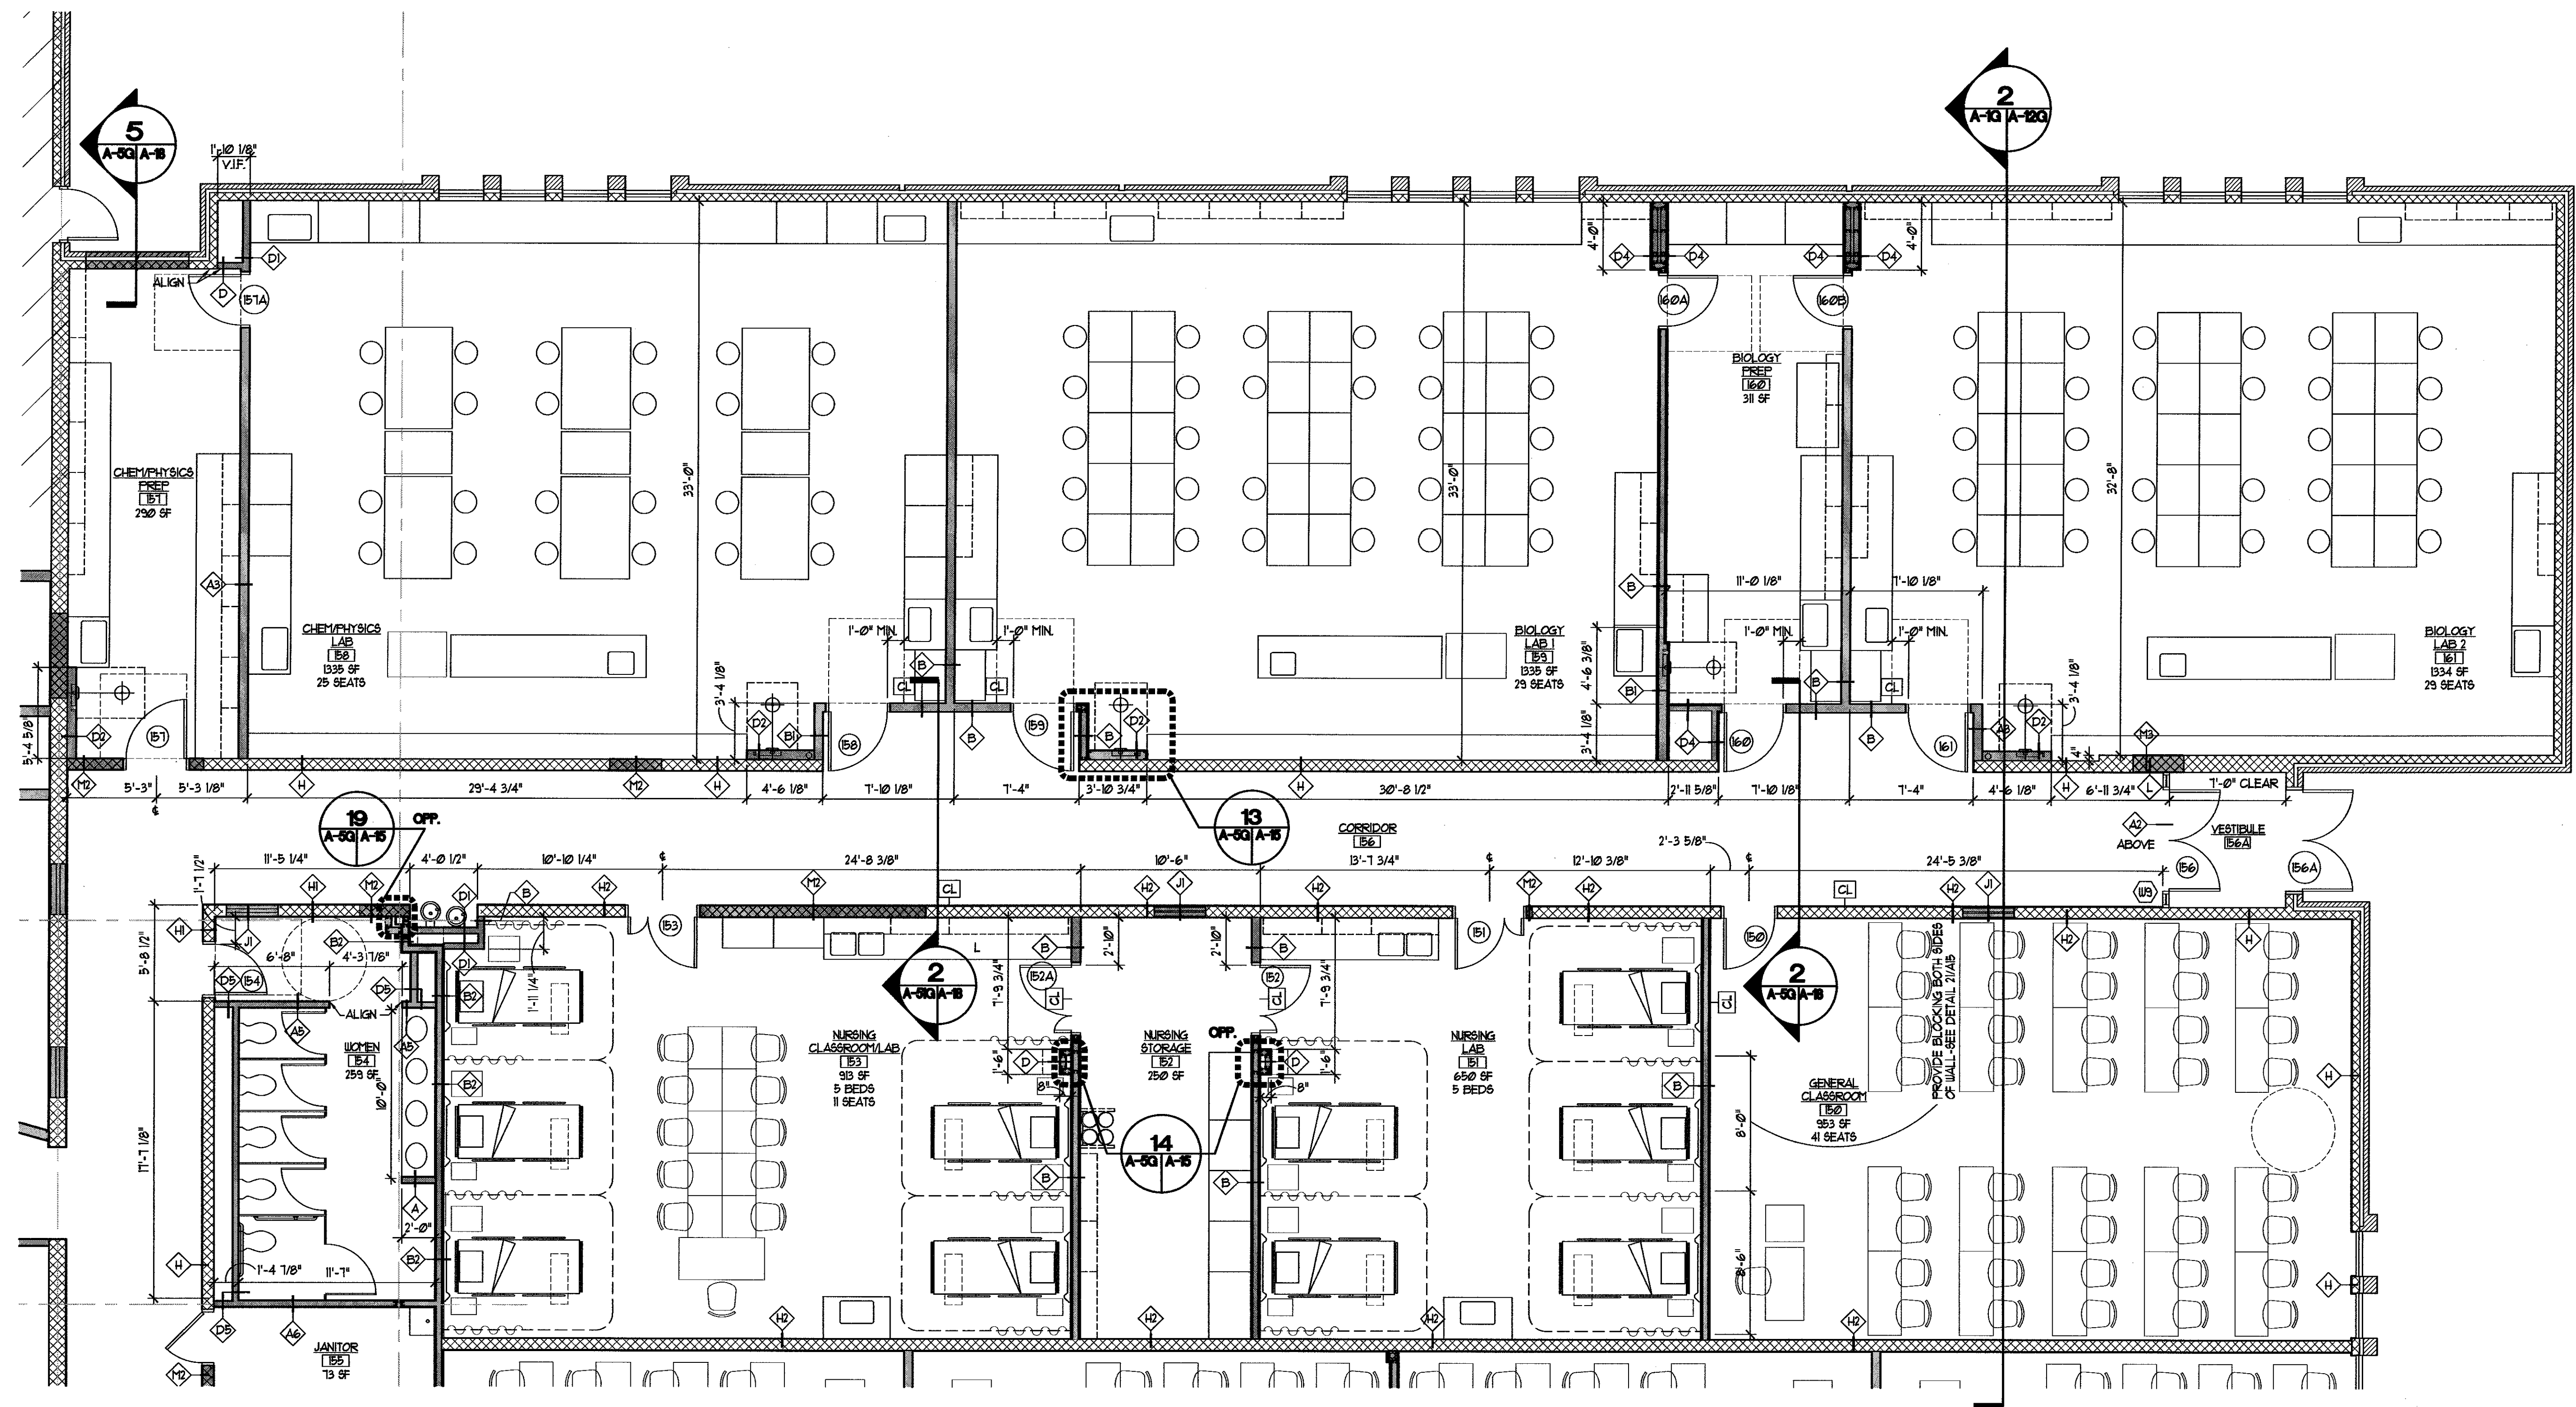 5
A-5G A-18
2
A-1G A-12G
1'-10 1/8"
V.I.F.
D1
ALIGN
D
157A
4'-0"
D4
D4
D4
D4
4'-0"
160A
160B
BIOLOGY
PREP
160
311 SF
CHEM/PHYSICS
PREP
157
290 SF
33'-0"
33'-0"
32'-8"
A3
B
11'-0 1/8"
7'-10 1/8"
CHEM/PHYSICS
LAB
158
1335 SF
25 SEATS
1'-0" MIN.
1'-0" MIN.
BIOLOGY
LAB 1
159
1335 SF
29 SEATS
1'-0" MIN.
1'-0" MIN.
BIOLOGY
LAB 2
161
1334 SF
29 SEATS
B
CL
CL
B1
B
CL
3'-4 1/8"
4'-6 3/8"
3'-4 1/8"
3'-4 1/8"
5'-4 5/8"
D2
157
D2
B1
158
B
159
B
D2
D4
160
B
161
A3
D2
4"
M3
M2
H
M2
H
H
H
L
5'-3"
5'-3 1/8"
29'-4 3/4"
4'-6 1/8"
7'-10 1/8"
7'-4"
3'-10 3/4"
30'-8 1/2"
2'-11 5/8"
7'-10 1/8"
7'-4"
4'-6 1/8"
6'-11 3/4"
7'-0" CLEAR
19
A-5G A-15
OPP.
13
A-5G A-15
CORRIDOR
156
A2
ABOVE
VESTIBULE
156A
2'-3 5/8"
11'-5 1/4"
4'-0 1/2"
10'-10 1/4"
24'-8 3/8"
10'-6"
13'-7 3/4"
12'-10 3/8"
24'-5 3/8"
156
156A
1'-7 1/2"
H1
M2
D1
B
H2
M2
CL
H2
J1
H2
M2
H2
CL
H2
J1
W9
H1
J1
B2
153
151
150
H2
H
5'-8 1/2"
6'-8"
4'-3 7/8"
D1
L
B
2'-10"
2'-10"
B
D5
154
D5
B2
1'-11 1/4"
2
A-51G A-18
7'-9 3/4"
152A
CL
152
CL
7'-9 3/4"
2
A-5G A-18
CL
PROVIDE BLOCKING BOTH SIDES
OF WALL-SEE DETAIL 21/A15
A5
ALIGN
A5
WOMEN
154
259 SF
NURSING
CLASSROOM/LAB
153
913 SF
5 BEDS
11 SEATS
NURSING
STORAGE
152
250 SF
OPP.
NURSING
LAB
151
650 SF
5 BEDS
GENERAL
CLASSROOM
150
953 SF
41 SEATS
D
1'-6"
8"
D
1'-6"
8"
B2
10'-0"
B
H
8'-0"
14
A-5G A-15
17'-7 1/8"
B
B
A
2'-0"
B2
8'-6"
H
1'-4 7/8"
11'-7"
H
D5
A6
H2
H2
H2
H2
JANITOR
155
73 SF
M2